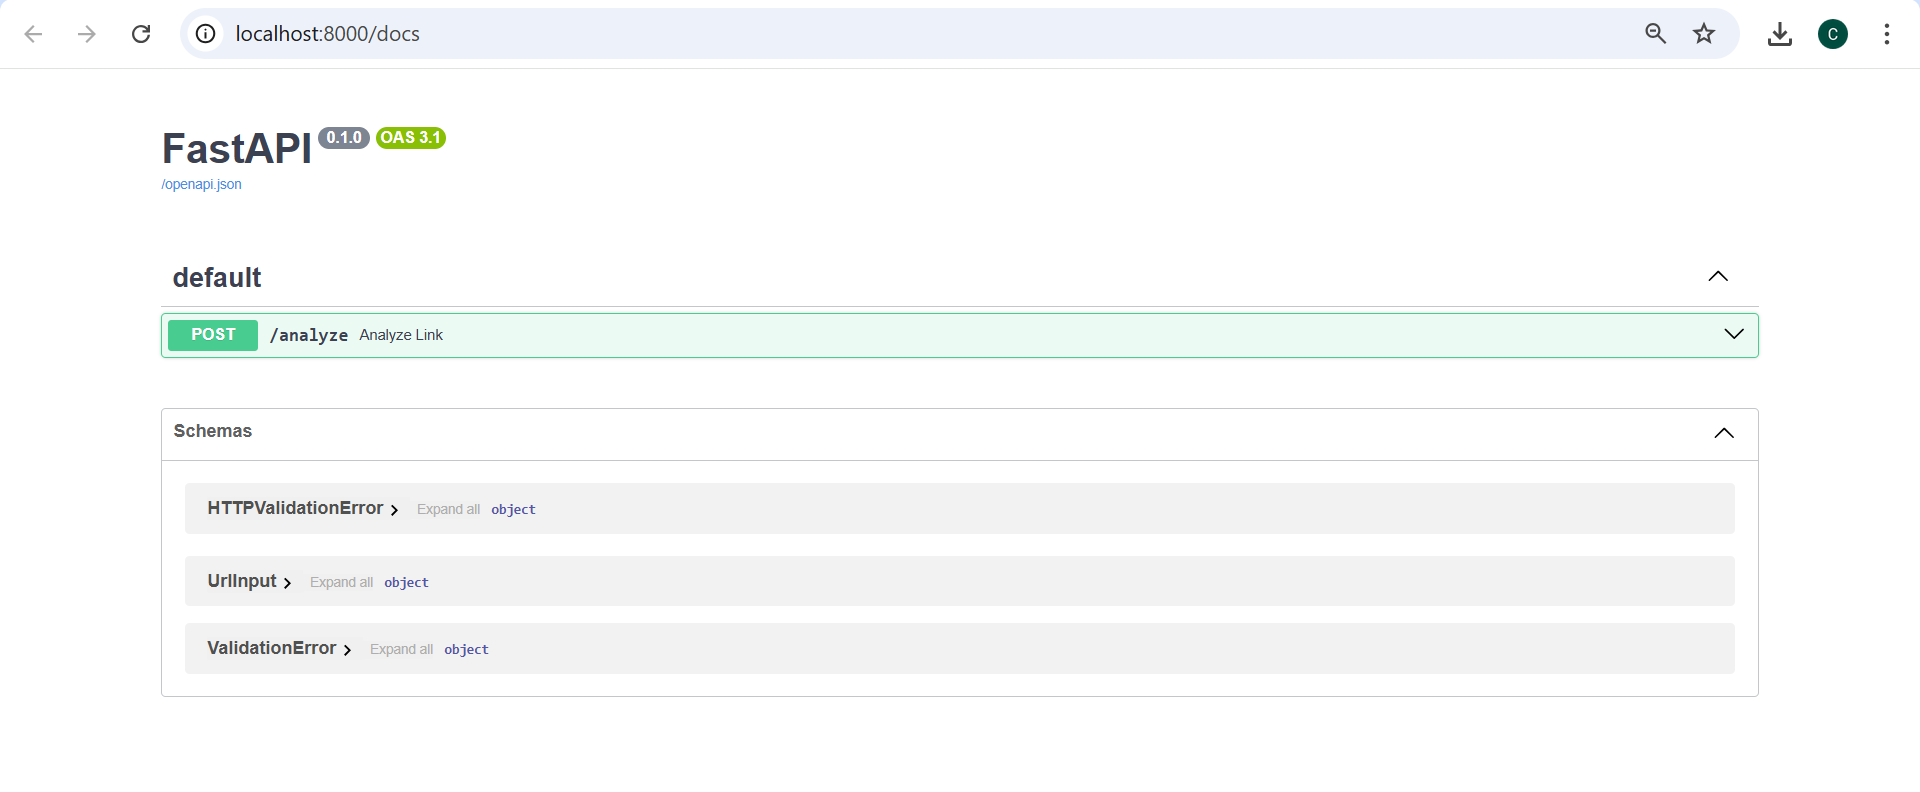 localhost:8000/docs
C
FastAPI 0.1.0 OAS 3.1
/openapi.json
default
POST /analyze Analyze Link
Schemas
HTTPValidationError Expand all object
UrlInput Expand all object
ValidationError Expand all object